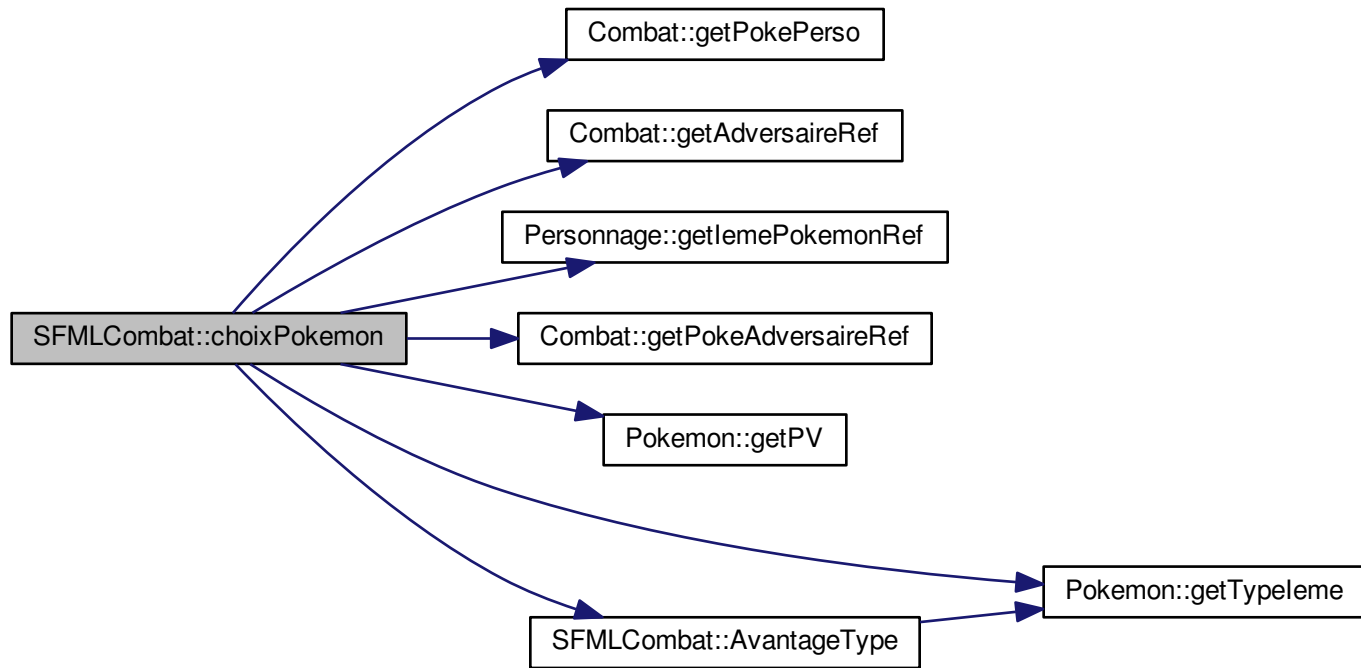 Combat::getPokePerso
Combat::getAdversaireRef
Personnage::getIemePokemonRef
SFMLCombat::choixPokemon
Combat::getPokeAdversaireRef
Pokemon::getPV
Pokemon::getTypeIeme
SFMLCombat::AvantageType